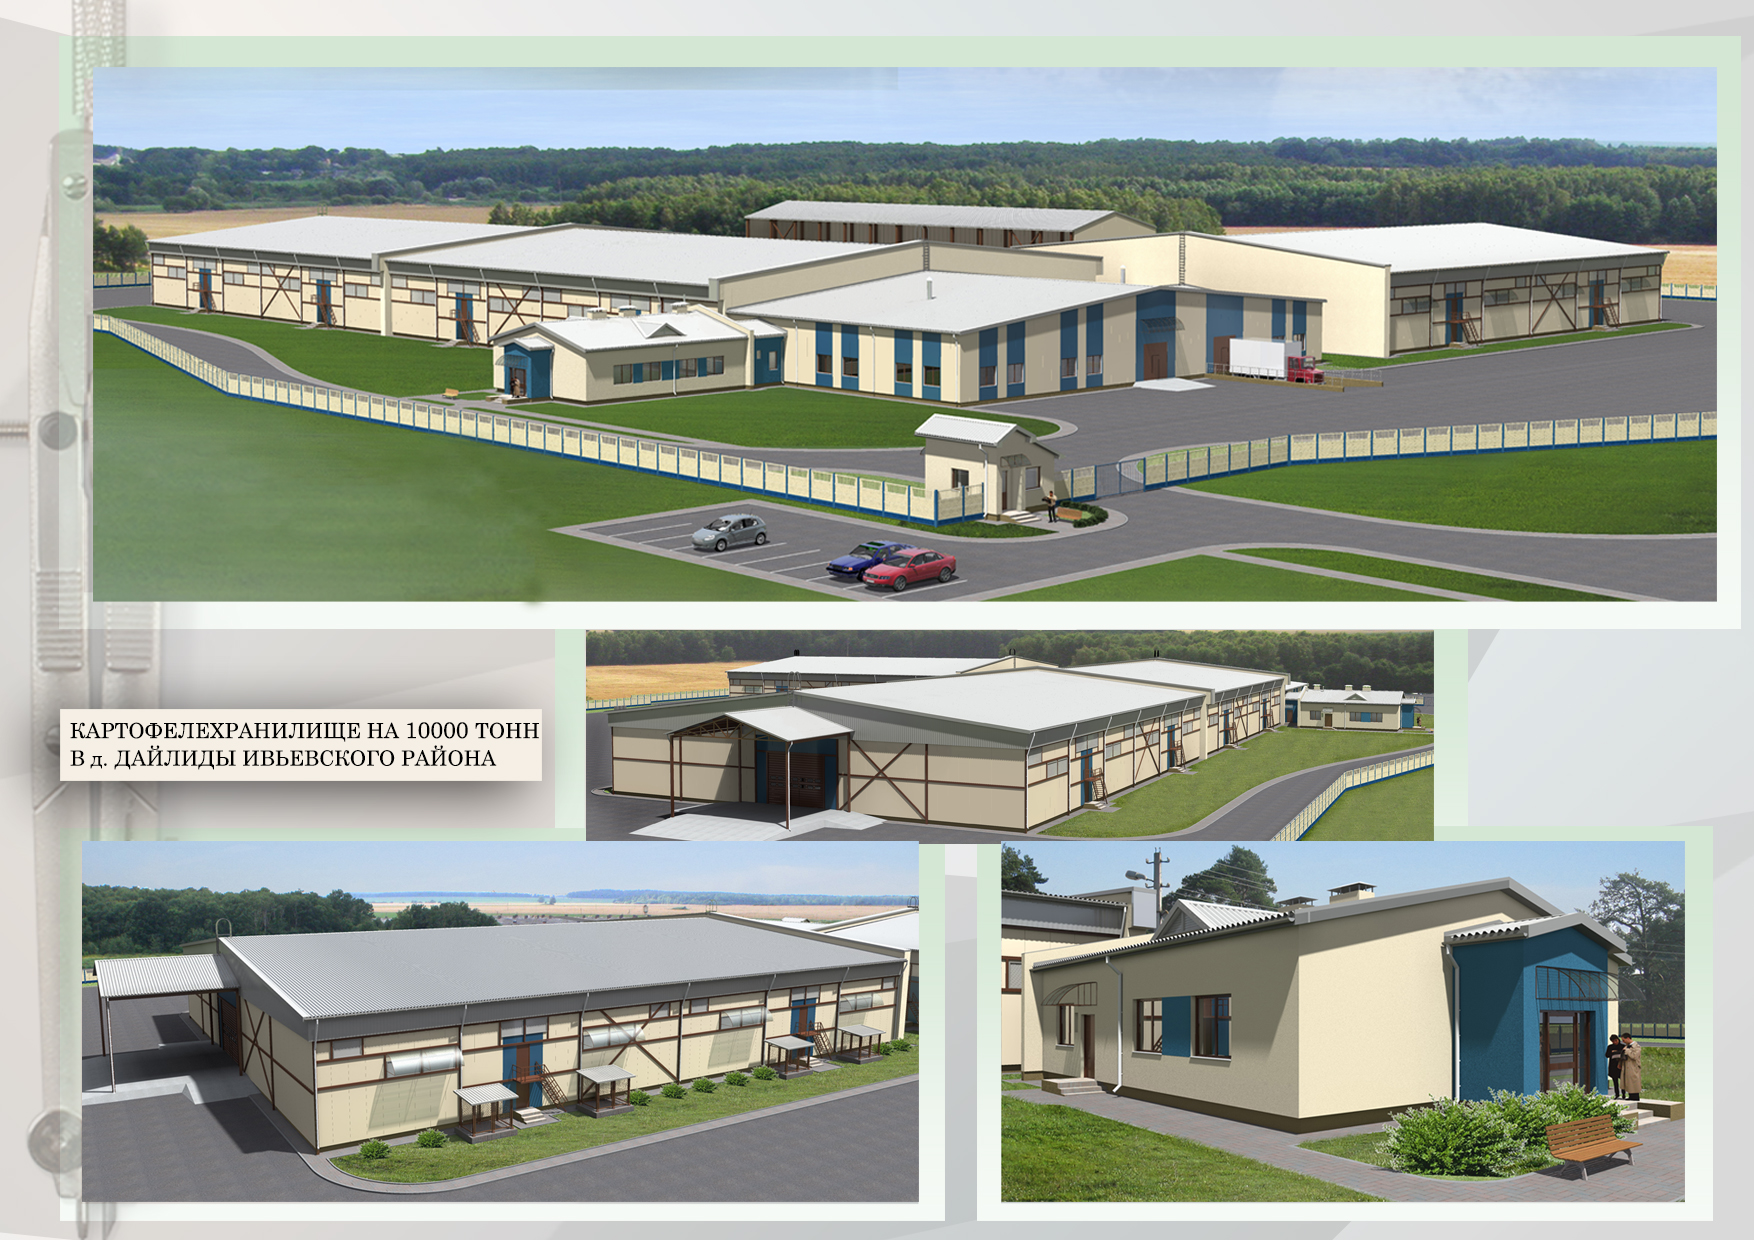 КАРТОФЕЛЕХРАНИЛИЩЕ НА 10000 ТОНН
В д. ДАЙЛИДЫ ИВЬЕВСКОГО РАЙОНА